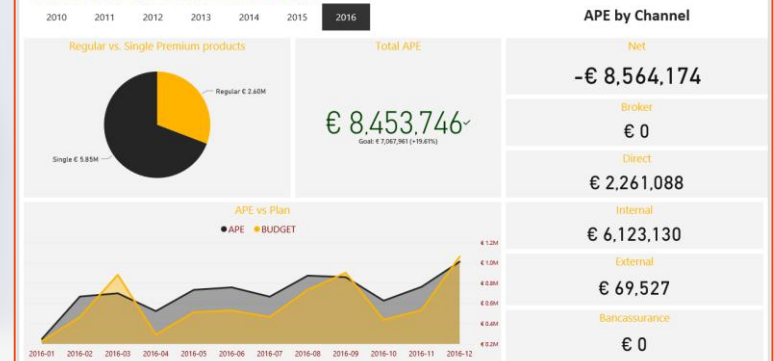 2010 2011 2012 2013 2014 2015 2016
APE by Channel
Regular vs. Single Premium products
Regular € 2.60M
Single € 5.85M
Total APE
€ 8,453,746
Goal: € 7,067,961 (+19.61%)
Net
-€ 8,564,174
Broker
€ 0
Direct
€ 2,261,088
Internal
€ 6,123,130
External
€ 69,527
Bancassurance
€ 0
APE vs Plan
APE BUDGET
€ 1.2M
€ 1.0M
€ 0.8M
€ 0.6M
€ 0.4M
€ 0.2M
2016-01 2016-02 2016-03 2016-04 2016-05 2016-06 2016-07 2016-08 2016-09 2016-10 2016-11 2016-12